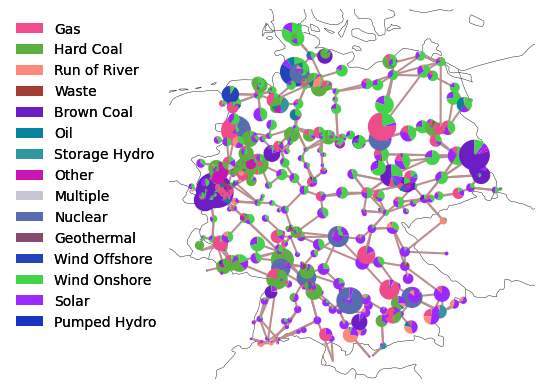 Gas
Hard Coal
Run of River
Waste
Brown Coal
Oil
Storage Hydro
Other
Multiple
Nuclear
Geothermal
Wind Offshore
Wind Onshore
Solar
Pumped Hydro